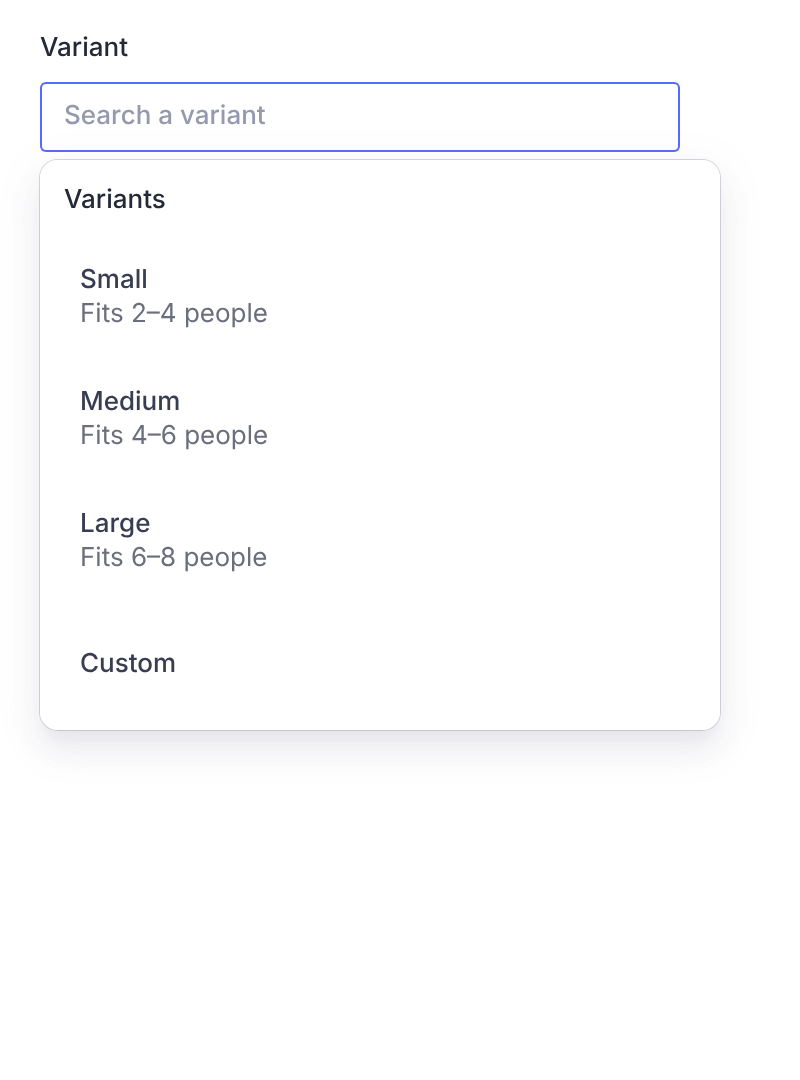 Variant
Search a variant
Variants
Small
Fits 2–4 people
Medium
Fits 4–6 people
Large
Fits 6–8 people
Custom